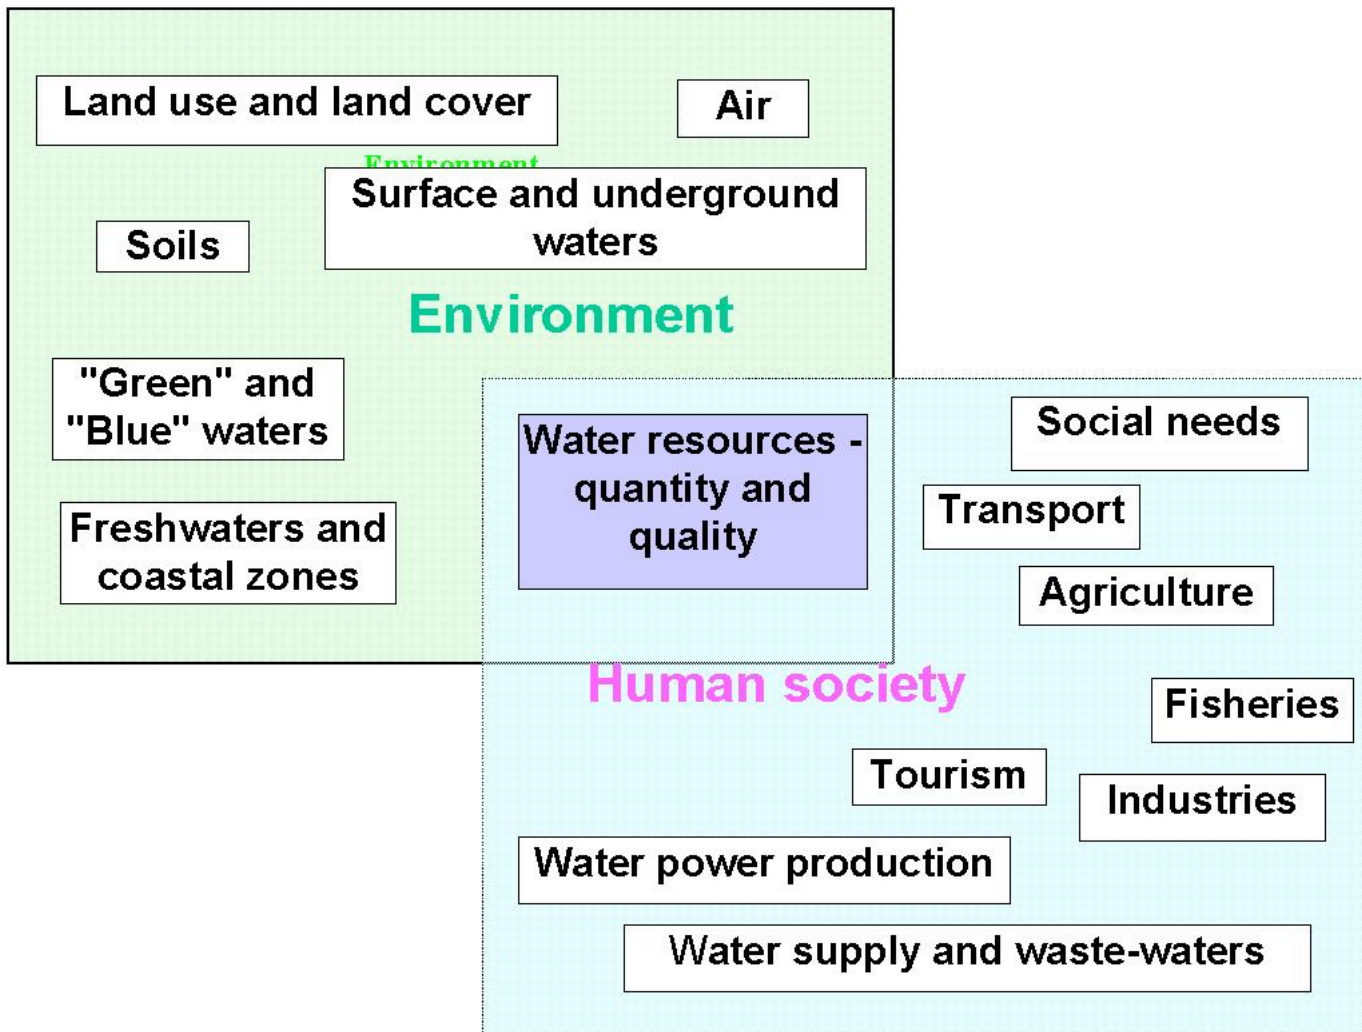 Land use and land cover
Air
Environment
Surface and underground
waters
Soils
Environment
"Green" and
"Blue" waters
Freshwaters and
coastal zones
Water resources -
quantity and
quality
Social needs
Transport
Agriculture
Human society
Fisheries
Tourism
Industries
Water power production
Water supply and waste-waters